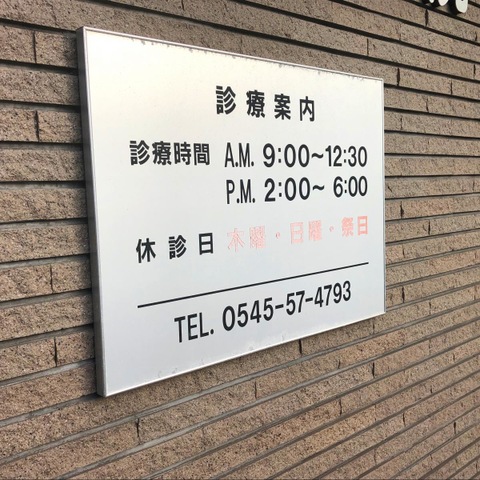 診療案内
診療時間 A.M. 9:00〜12:30
P.M. 2:00〜 6:00
休診日 木曜・日曜・祭日
TEL. 0545-57-4793